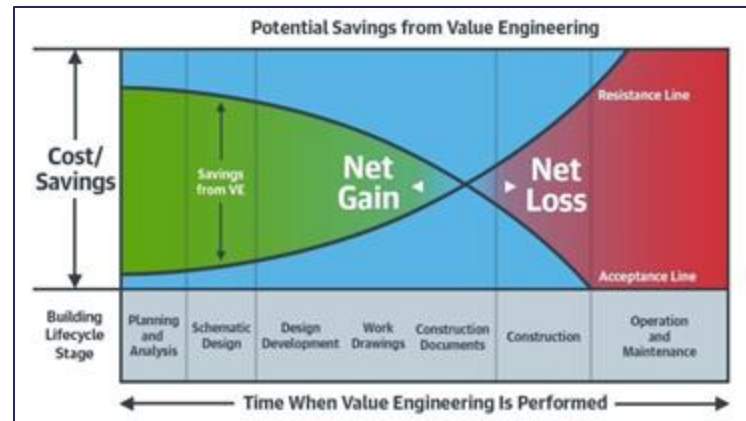 Potential Savings from Value Engineering
Cost/
Savings
Savings
from VE
Net
Gain
Net
Loss
Resistance Line
Acceptance Line
Building
Lifecycle
Stage
Planning
and
Analysis
Schematic
Design
Design
Development
Work
Drawings
Construction
Documents
Construction
Operation
and
Maintenance
Time When Value Engineering Is Performed